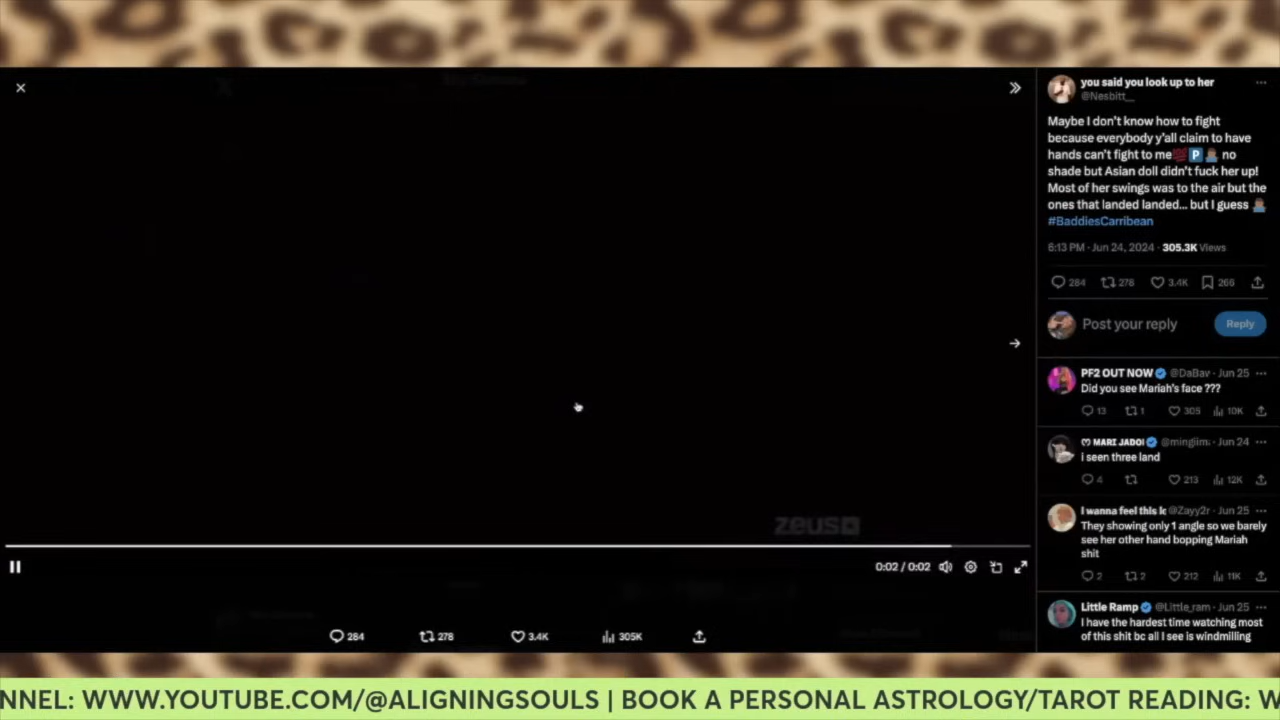 you said you look up to her
@Nesbitt__
Maybe I don't know how to fight
because everybody y'all claim to have
hands can't fight to me💯🅿️🤷🏽‍♂️ no
shade but Asian doll didn't fuck her up!
Most of her swings was to the air but the
ones that landed landed... but I guess 🤷🏽‍♂️
#BaddiesCarribean
6:13 PM · Jun 24, 2024 · 305.3K Views
284 278 3.4K 266
Post your reply
Reply
PF2 OUT NOW @DaBav · Jun 25
Did you see Mariah's face ???
13 1 305 10K
MARI JADOI @mingiim: · Jun 24
i seen three land
4 213 12K
I wanna feel this lo @Zayy2r · Jun 25
They showing only 1 angle so we barely
see her other hand bopping Mariah
shit
2 2 212 11K
Little Ramp @Little_ram · Jun 25
I have the hardest time watching most
of this shit bc all I see is windmilling
zeus
0:02 / 0:02
284 278 3.4K 305K
NNEL: WWW.YOUTUBE.COM/@ALIGNINGSOULS | BOOK A PERSONAL ASTROLOGY/TAROT READING: W